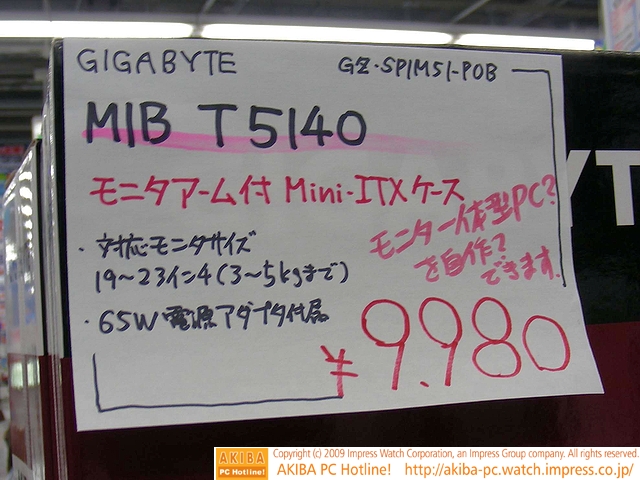 GIGABYTE
GZ・SP1M51-P0B
MIB T5140
モニタアーム付 Mini-ITXケース
モニター一体型PC?
を自作?
できます.
・対応モニタサイズ
19～23インチ(3～5kgまで)
・65W電源アダプタ付属
¥9,980
YT
AKIBA
PC Hotline!
Copyright (c) 2009 Impress Watch Corporation, an Impress Group company. All rights reserved.
AKIBA PC Hotline! http://akiba-pc.watch.impress.co.jp/